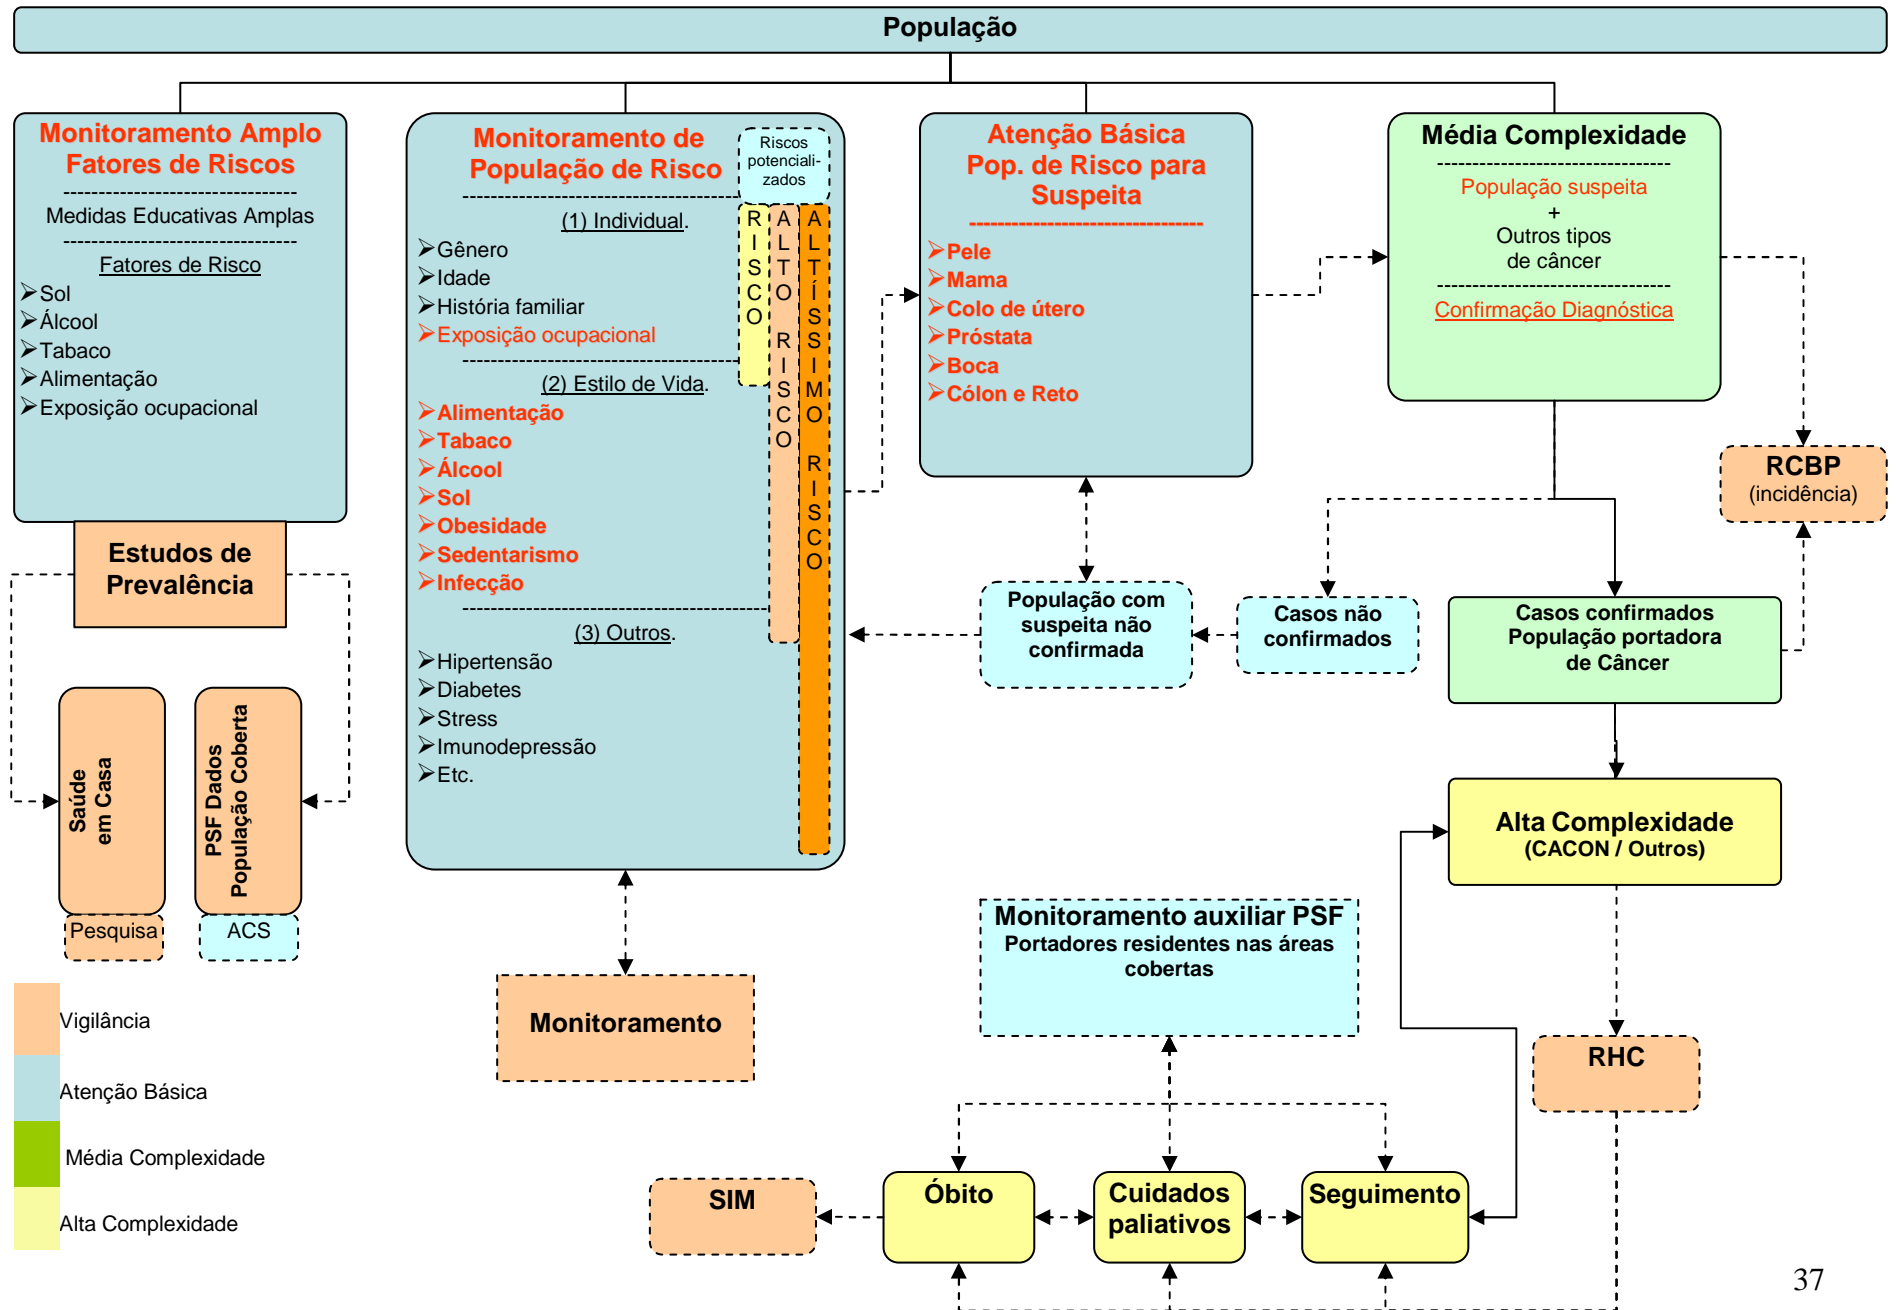 População
Monitoramento Amplo
Fatores de Riscos
Medidas Educativas Amplas
Fatores de Risco
➢Sol
➢Álcool
➢Tabaco
➢Alimentação
➢Exposição ocupacional
Estudos de
Prevalência
Saúde
em Casa
Pesquisa
PSF Dados
População Coberta
ACS
Monitoramento de
População de Risco
Riscos
potenciali-
zados
(1) Individual.
➢Gênero
➢Idade
➢História familiar
➢Exposição ocupacional
(2) Estilo de Vida.
➢Alimentação
➢Tabaco
➢Álcool
➢Sol
➢Obesidade
➢Sedentarismo
➢Infecção
(3) Outros.
➢Hipertensão
➢Diabetes
➢Stress
➢Imunodepressão
➢Etc.
RISCO
ALTO RISCO
ALTÍSSIMO RISCO
Monitoramento
Atenção Básica
Pop. de Risco para
Suspeita
➢Pele
➢Mama
➢Colo de útero
➢Próstata
➢Boca
➢Cólon e Reto
População com
suspeita não
confirmada
Casos não
confirmados
Média Complexidade
População suspeita
+
Outros tipos
de câncer
Confirmação Diagnóstica
RCBP
(incidência)
Casos confirmados
População portadora
de Câncer
Alta Complexidade
(CACON / Outros)
RHC
Monitoramento auxiliar PSF
Portadores residentes nas áreas
cobertas
SIM
Óbito
Cuidados
paliativos
Seguimento
Vigilância
Atenção Básica
Média Complexidade
Alta Complexidade
37